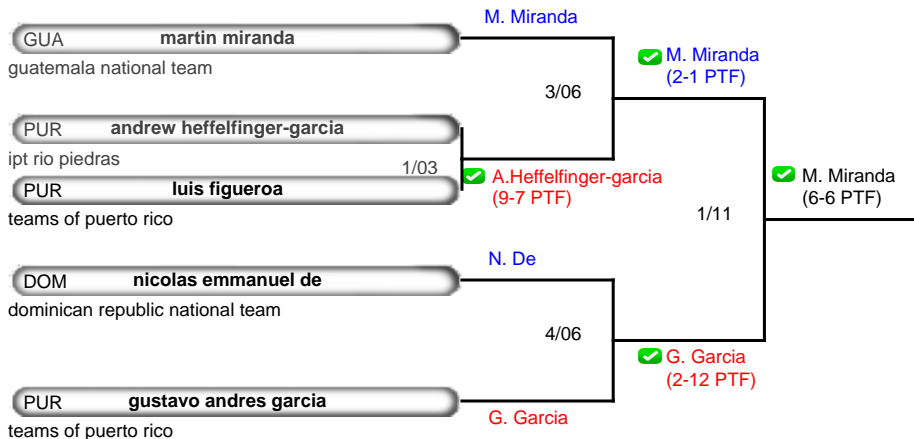 M. Miranda
GUA martin miranda
guatemala national team
M. Miranda
(2-1 PTF)
3/06
PUR andrew heffelfinger-garcia
ipt rio piedras
1/03
A.Heffelfinger-garcia
(9-7 PTF)
M. Miranda
(6-6 PTF)
PUR luis figueroa
teams of puerto rico
1/11
N. De
DOM nicolas emmanuel de
dominican republic national team
4/06
G. Garcia
(2-12 PTF)
PUR gustavo andres garcia
G. Garcia
teams of puerto rico